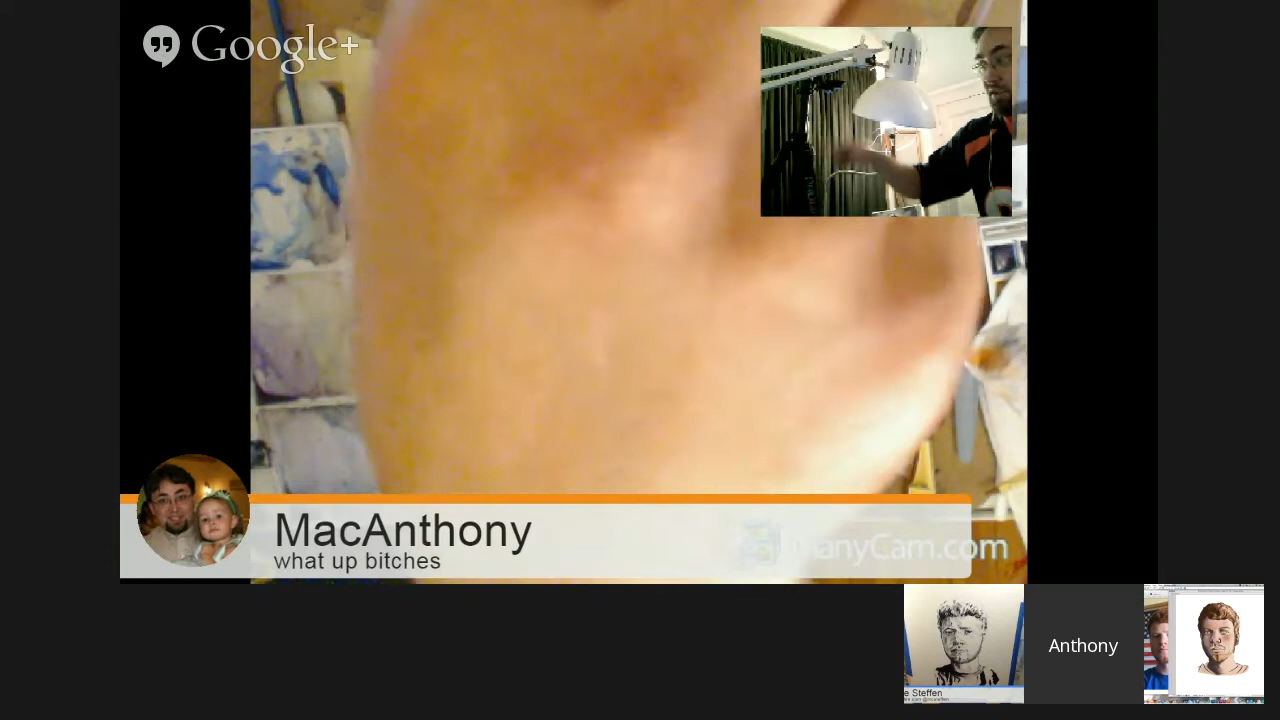 Google+
MacAnthony
what up bitches
ManyCam.com
e Steffen
Anthony